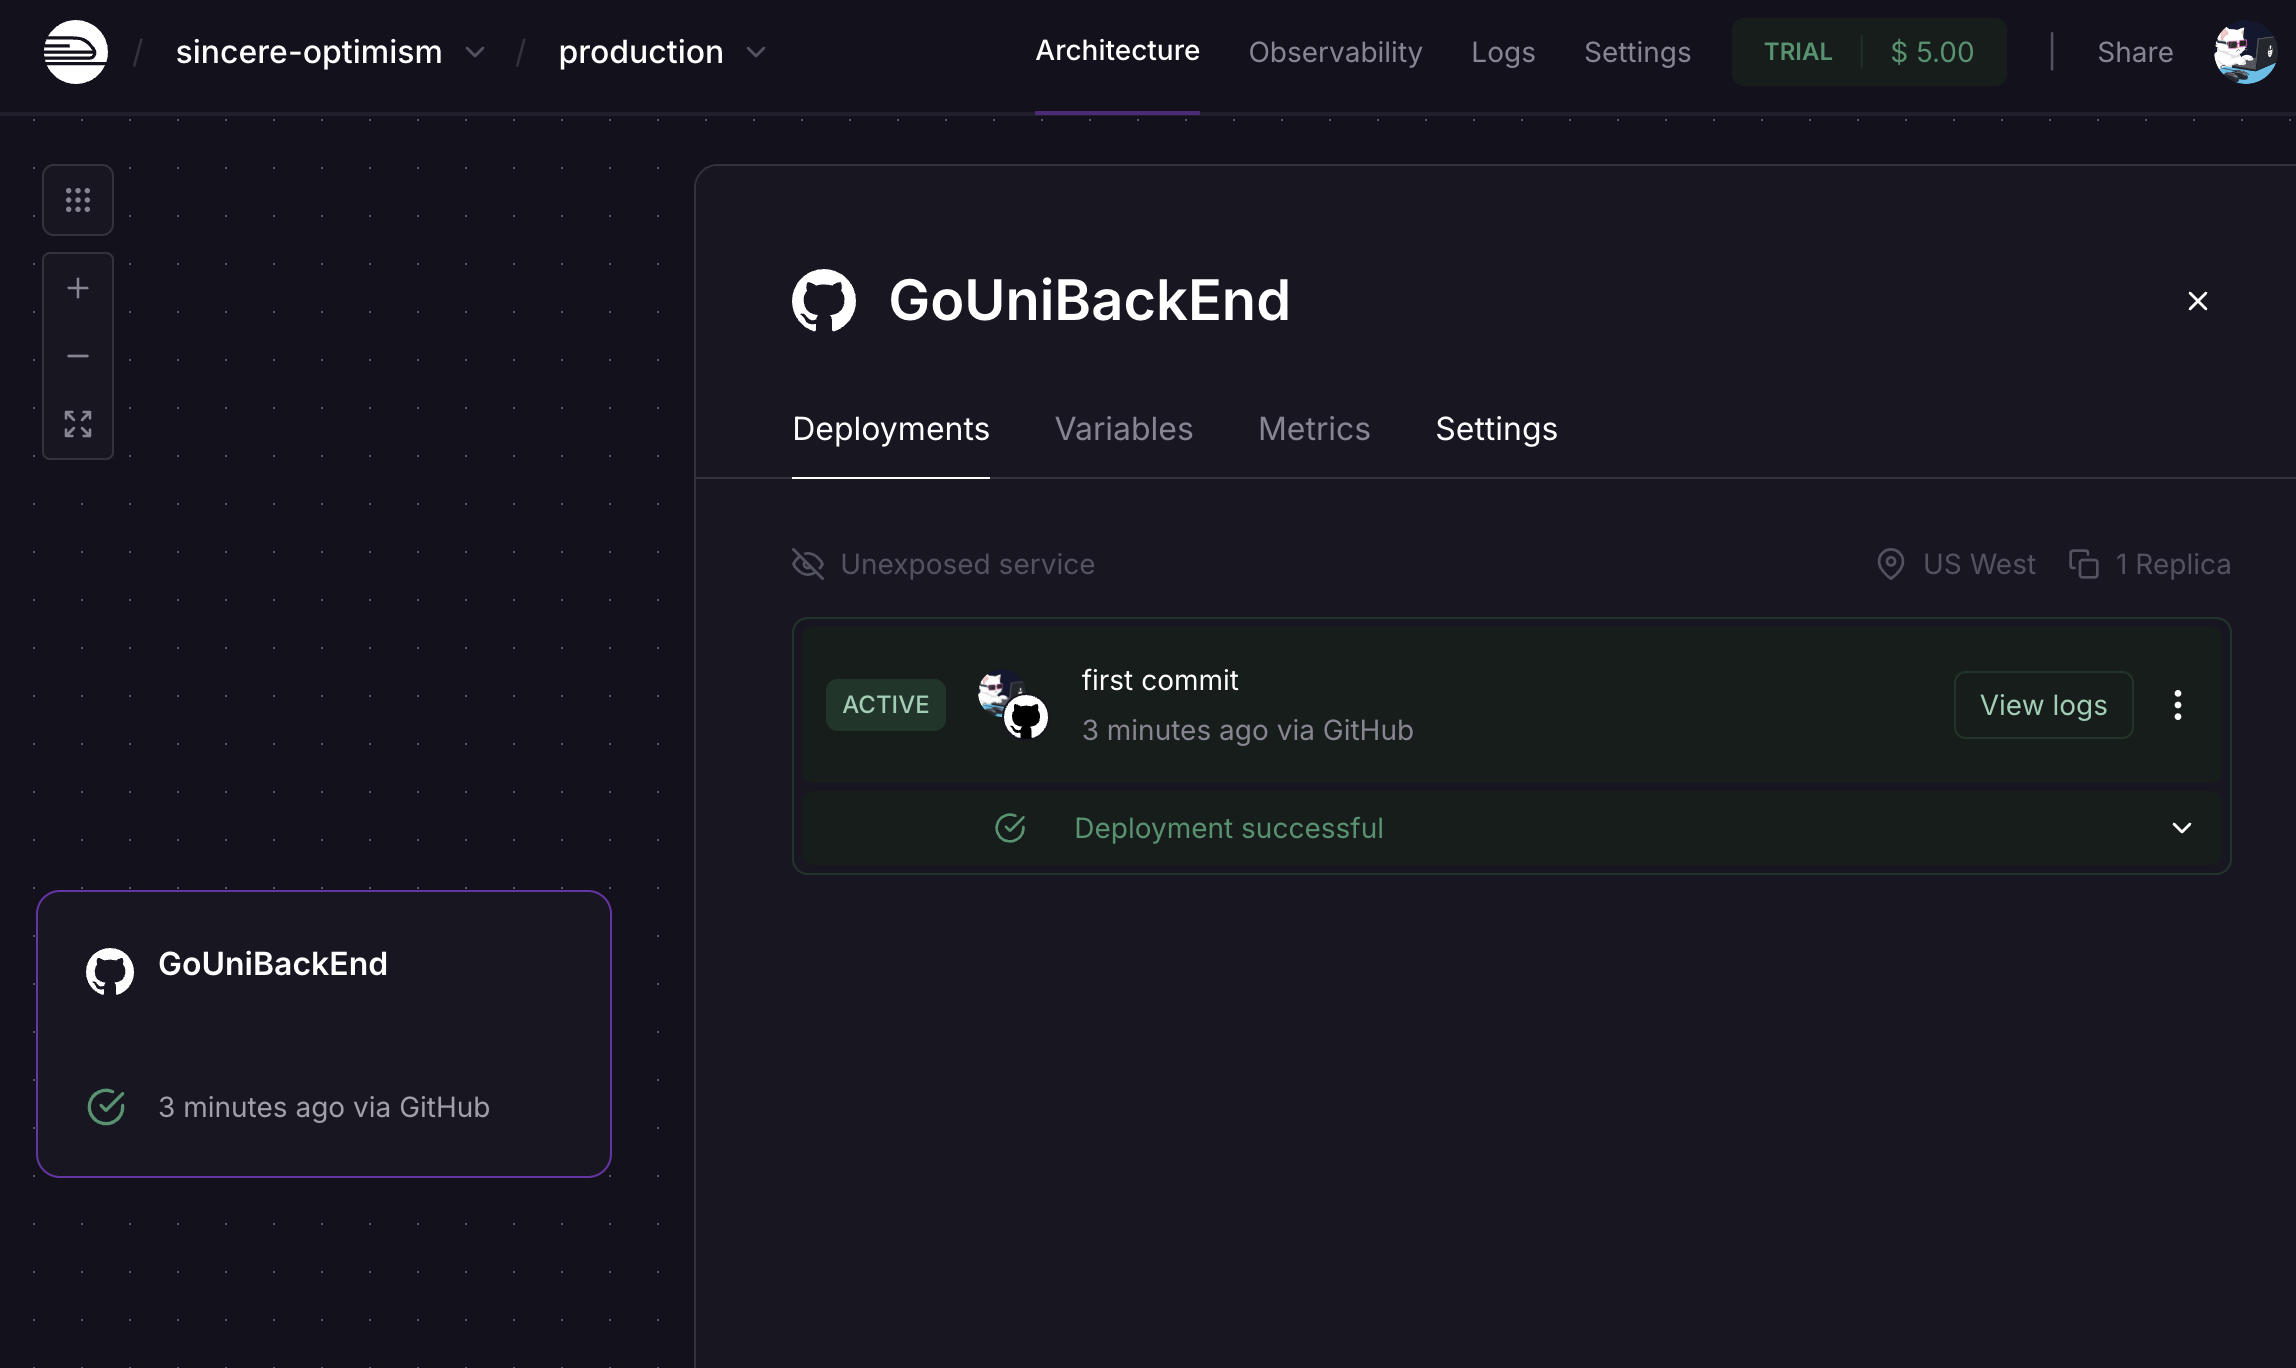 / sincere-optimism / production Architecture Observability Logs Settings TRIAL $ 5.00 Share
GoUniBackEnd
Deployments Variables Metrics Settings
Unexposed service US West 1 Replica
ACTIVE first commit View logs
3 minutes ago via GitHub
Deployment successful
GoUniBackEnd
3 minutes ago via GitHub